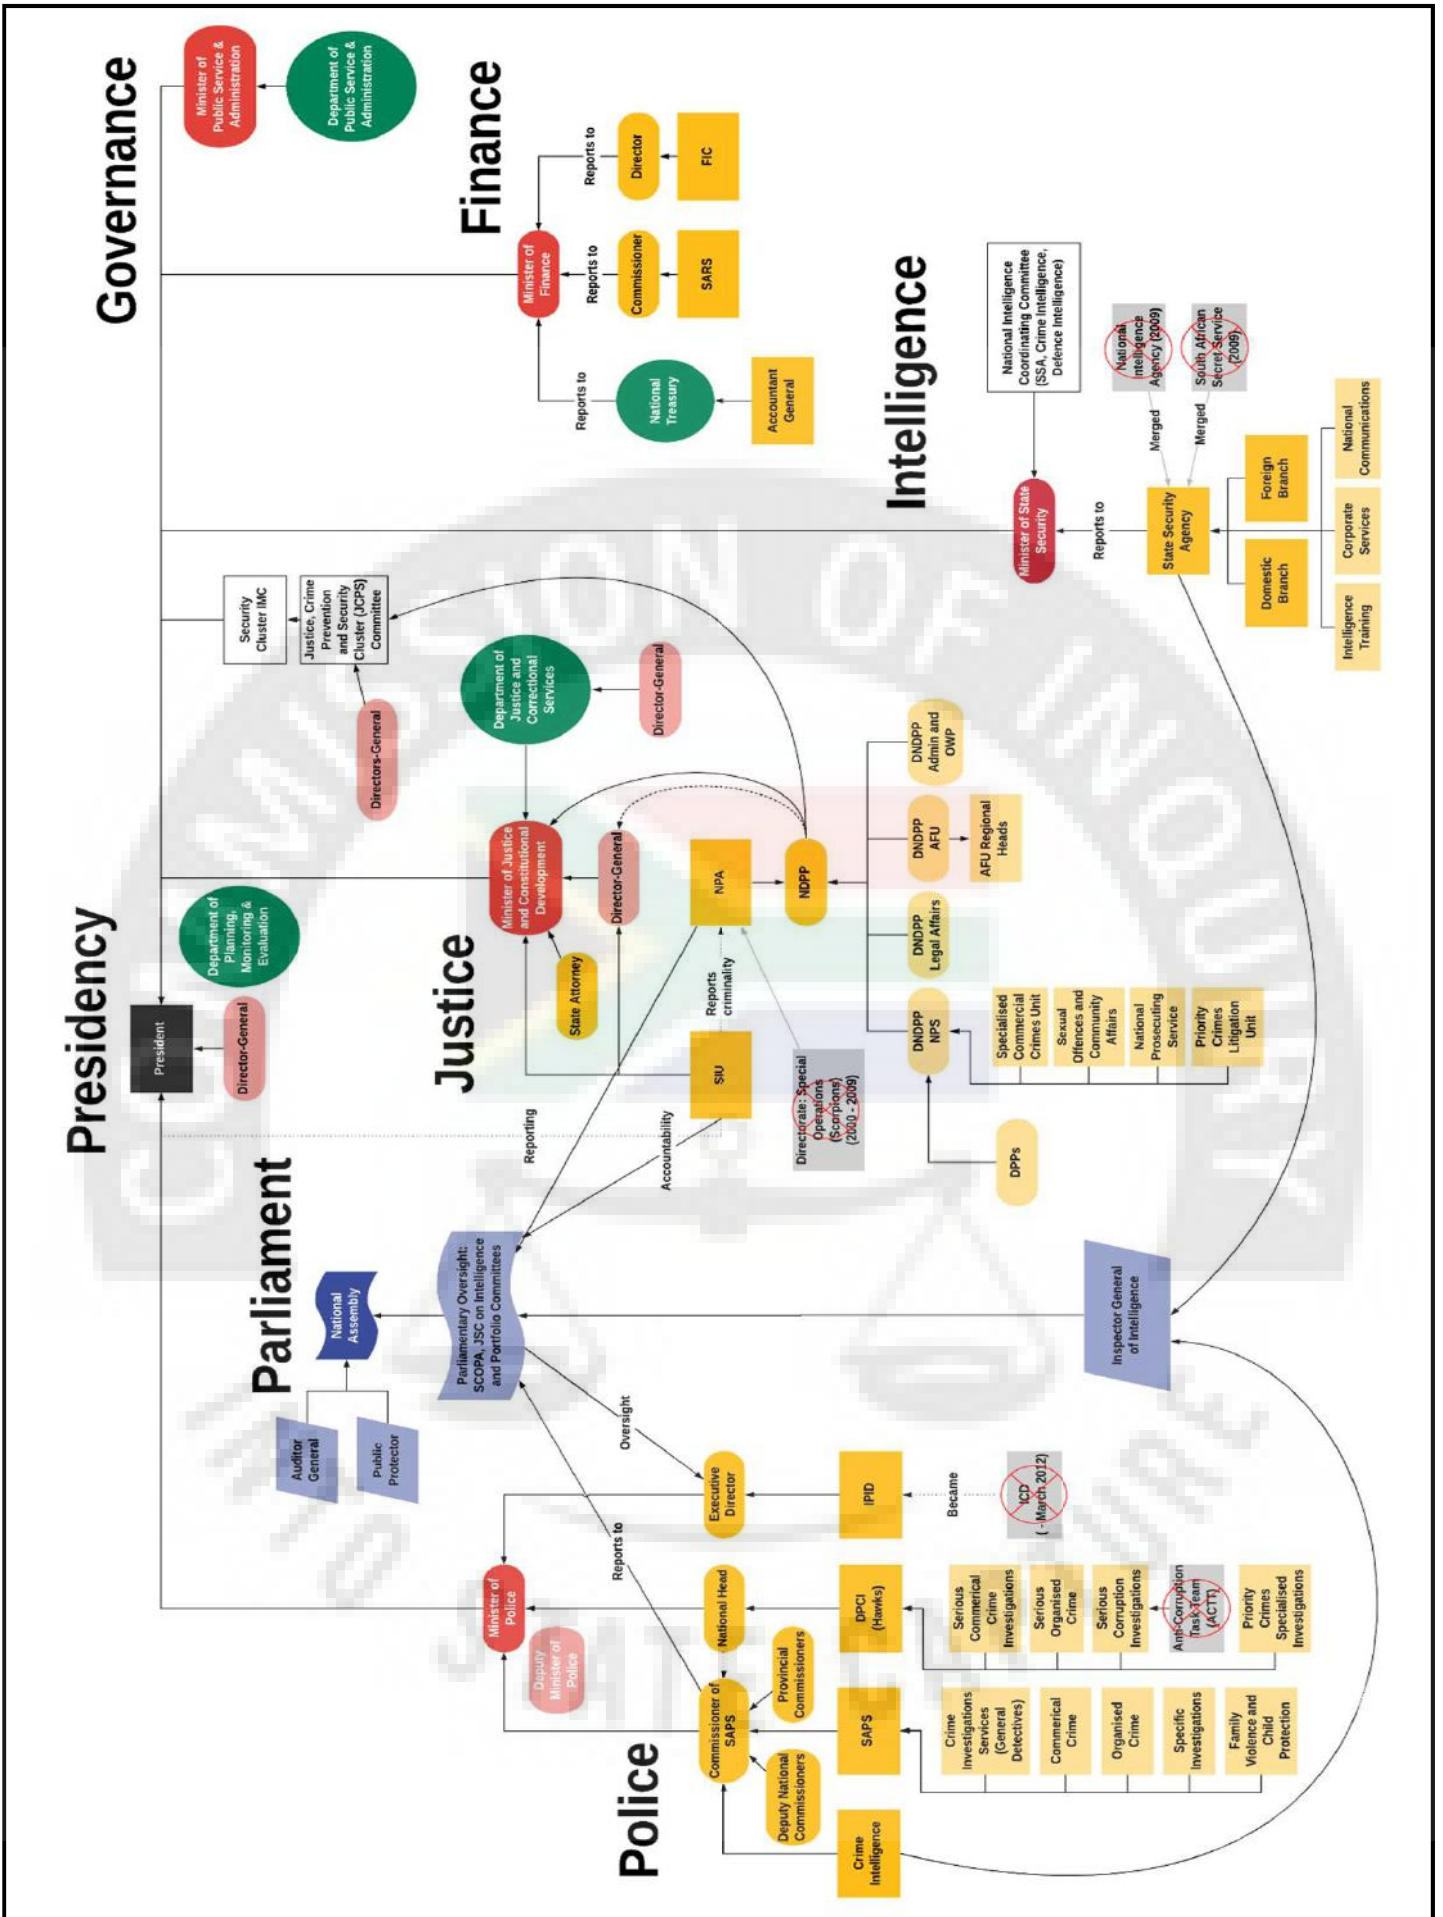 Presidency
President
Director-General
Department of
Planning,
Monitoring &
Evaluation
Governance
Minister of
Public Service &
Administration
Department of
Public Service &
Administration
Security
Cluster IMC
Justice, Crime
Prevention
and Security
Cluster (JCPS)
Committee
Directors-General
Parliament
National
Assembly
Auditor
General
Public
Protector
Parliamentary Oversight:
SCOPA, JSC on Intelligence
and Portfolio Committees
Reporting
Accountability
Oversight
Reports to
Inspector General
of Intelligence
Justice
Minister of Justice
and Constitutional
Development
Department of
Justice and
Correctional
Services
Director-General
State Attorney
Director-General
SIU
Reports
criminality
NPA
NDPP
Directorate: Special
Operations
(Scorpions)
(2000 - 2009)
DNDPP
NPS
DNDPP
Legal Affairs
DNDPP
AFU
DNDPP
Admin and
OWP
AFU Regional
Heads
DPPs
Specialised
Commercial
Crimes Unit
Sexual
Offences and
Community
Affairs
National
Prosecuting
Service
Priority
Crimes
Litigation
Unit
Finance
Minister of
Finance
Reports to
Reports to
Reports to
National
Treasury
Commissioner
Director
Accountant
General
SARS
FIC
Intelligence
Minister of State
Security
National Intelligence
Coordinating Committee
(SSA, Crime Intelligence,
Defence Intelligence)
Reports to
State Security
Agency
Merged
National
Intelligence
Agency (2009)
Merged
South African
Secret Service
(2009)
Domestic
Branch
Foreign
Branch
Intelligence
Training
Corporate
Services
National
Communications
Police
Minister of
Police
Deputy
Minister of
Police
Commissioner of
SAPS
National Head
Executive
Director
Deputy National
Commissioners
Provincial
Commissioners
Crime
Intelligence
SAPS
DPCI
(Hawks)
IPID
Became
ICD
( - March 2012)
Crime
Investigations
Services
(General
Detectives)
Commerical
Crime
Organised
Crime
Specific
Investigations
Family
Violence and
Child
Protection
Serious
Commerical
Crime
Investigations
Serious
Organised
Crime
Serious
Corruption
Investigations
Anti-Corruption
Task Team
(ACTT)
Priority
Crimes
Specialised
Investigations
COMMISSION OF INQUIRY
INTO
STATE CAPTURE